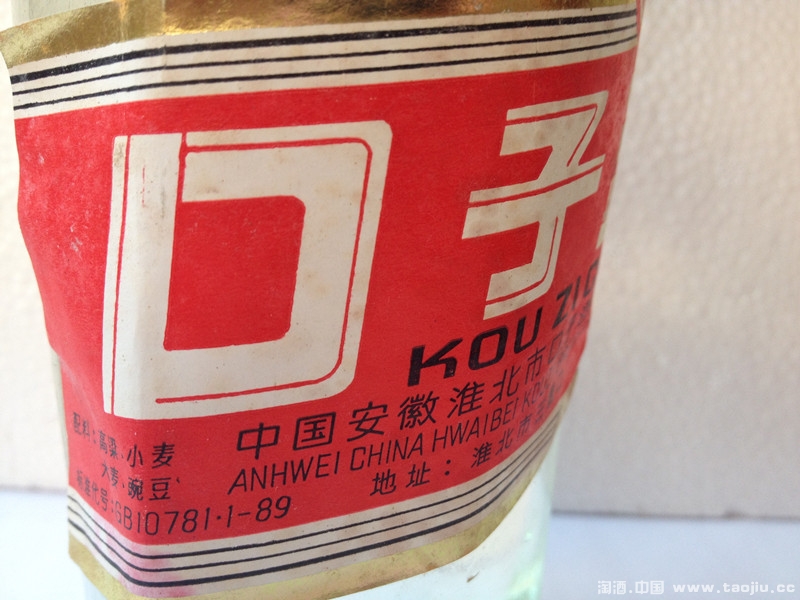 口子
KOU ZI
中国安徽淮北市
ANHWEI CHINA HWAIBEI
地址：淮北市
配料：高粱·小麦
大麦·豌豆
标准代号：GB10781·1-89
淘酒.中国 www.taojiu.cc